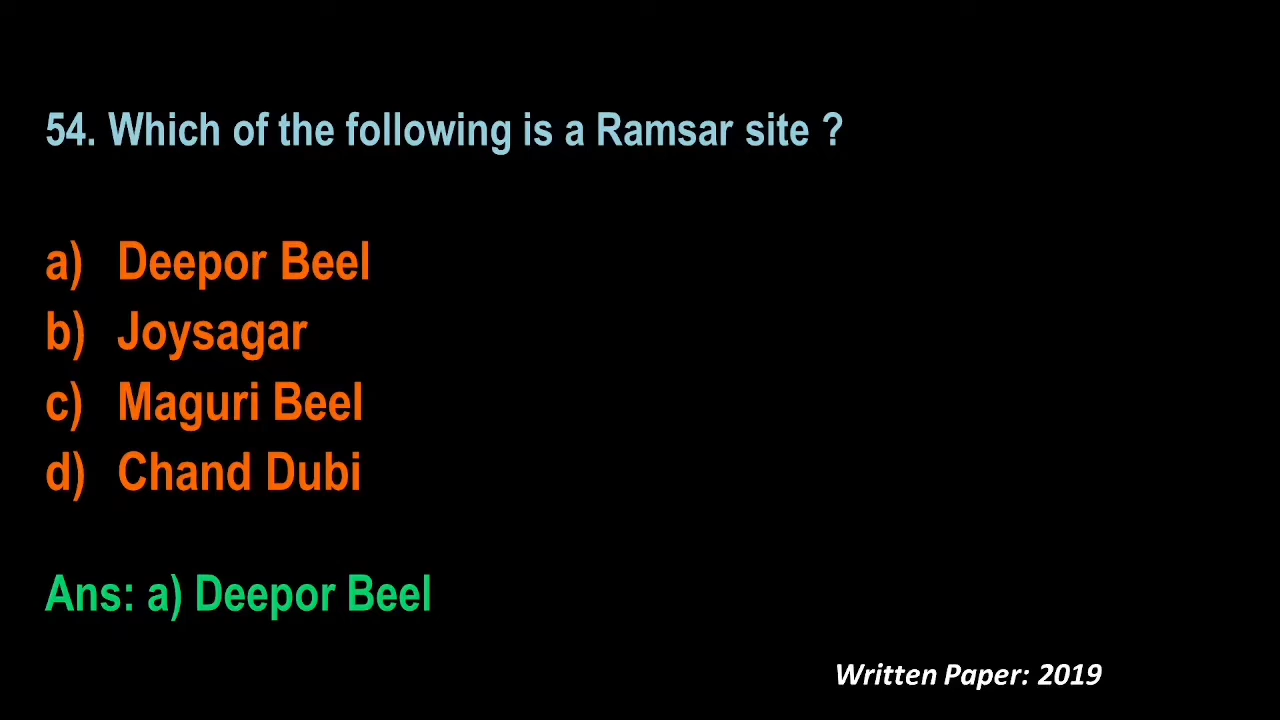 54. Which of the following is a Ramsar site ?
a) Deepor Beel
b) Joysagar
c) Maguri Beel
d) Chand Dubi
Ans: a) Deepor Beel
Written Paper: 2019